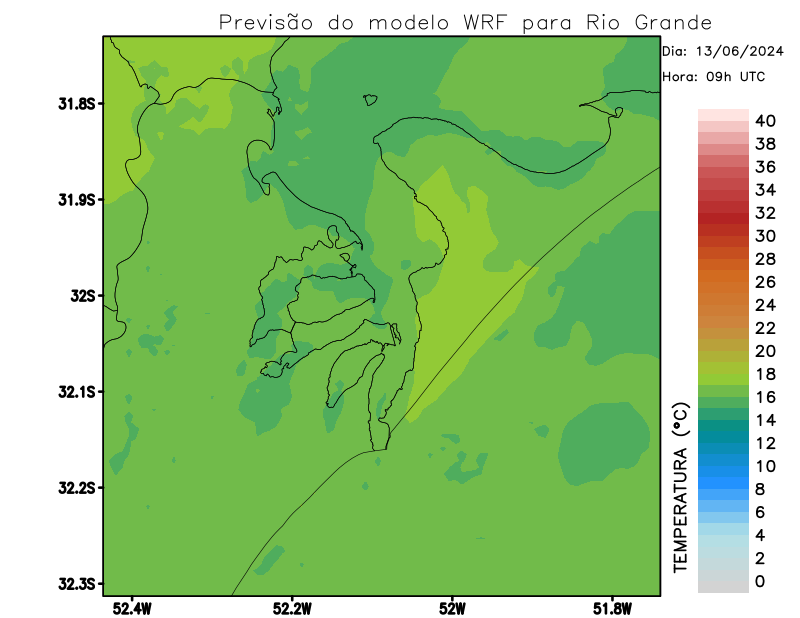 Previsão do modelo WRF para Rio Grande
Dia: 13/06/2024
Hora: 09h UTC
31.8S
31.9S
32S
32.1S
32.2S
32.3S
52.4W
52.2W
52W
51.8W
TEMPERATURA (°C)
40
38
36
34
32
30
28
26
24
22
20
18
16
14
12
10
8
6
4
2
0